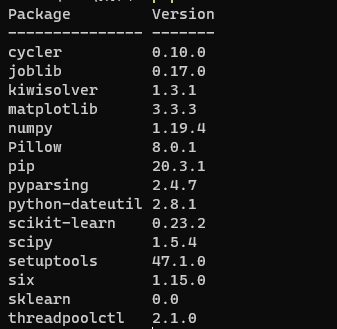 Package         Version
--------------- -------
cycler          0.10.0
joblib          0.17.0
kiwisolver      1.3.1
matplotlib      3.3.3
numpy           1.19.4
Pillow          8.0.1
pip             20.3.1
pyparsing       2.4.7
python-dateutil 2.8.1
scikit-learn    0.23.2
scipy           1.5.4
setuptools      47.1.0
six             1.15.0
sklearn         0.0
threadpoolctl   2.1.0